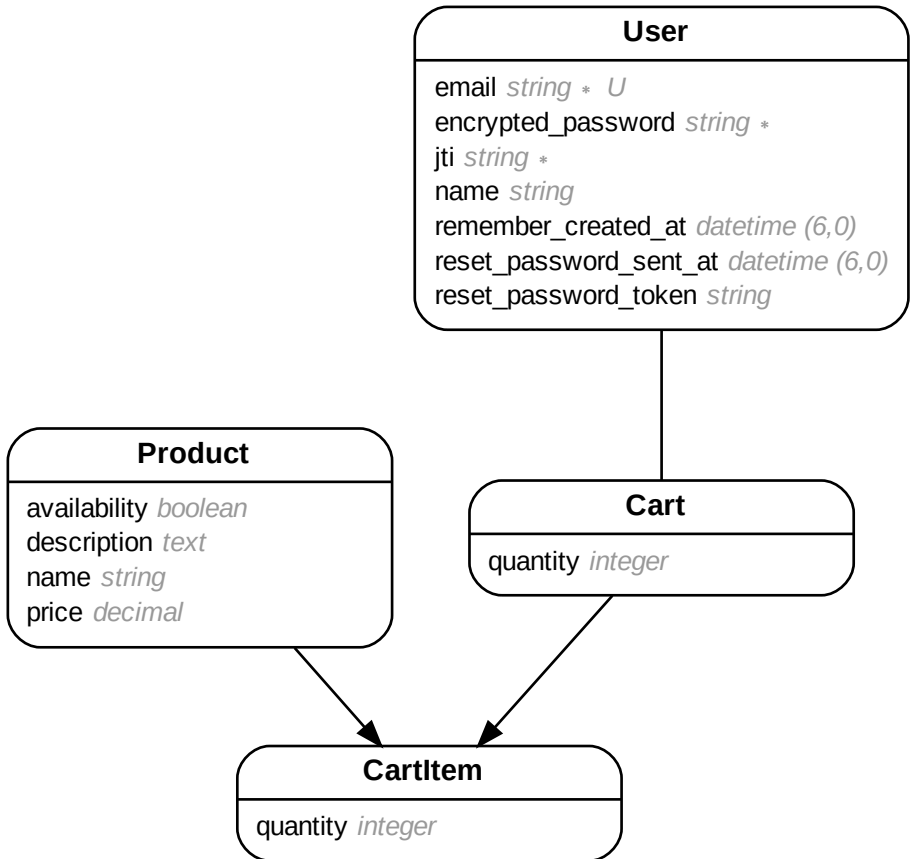 User
email string * U
encrypted_password string *
jti string *
name string
remember_created_at datetime (6,0)
reset_password_sent_at datetime (6,0)
reset_password_token string
Product
availability boolean
description text
name string
price decimal
Cart
quantity integer
CartItem
quantity integer